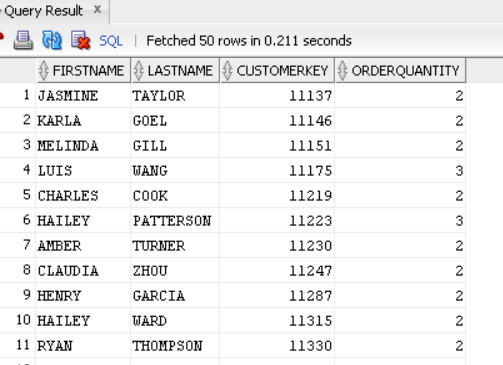 Query Result x
SQL | Fetched 50 rows in 0.211 seconds
FIRSTNAME LASTNAME CUSTOMERKEY ORDERQUANTITY
1 JASMINE TAYLOR 11137 2
2 KARLA GOEL 11146 2
3 MELINDA GILL 11151 2
4 LUIS WANG 11175 3
5 CHARLES COOK 11219 2
6 HAILEY PATTERSON 11223 3
7 AMBER TURNER 11230 2
8 CLAUDIA ZHOU 11247 2
9 HENRY GARCIA 11287 2
10 HAILEY WARD 11315 2
11 RYAN THOMPSON 11330 2